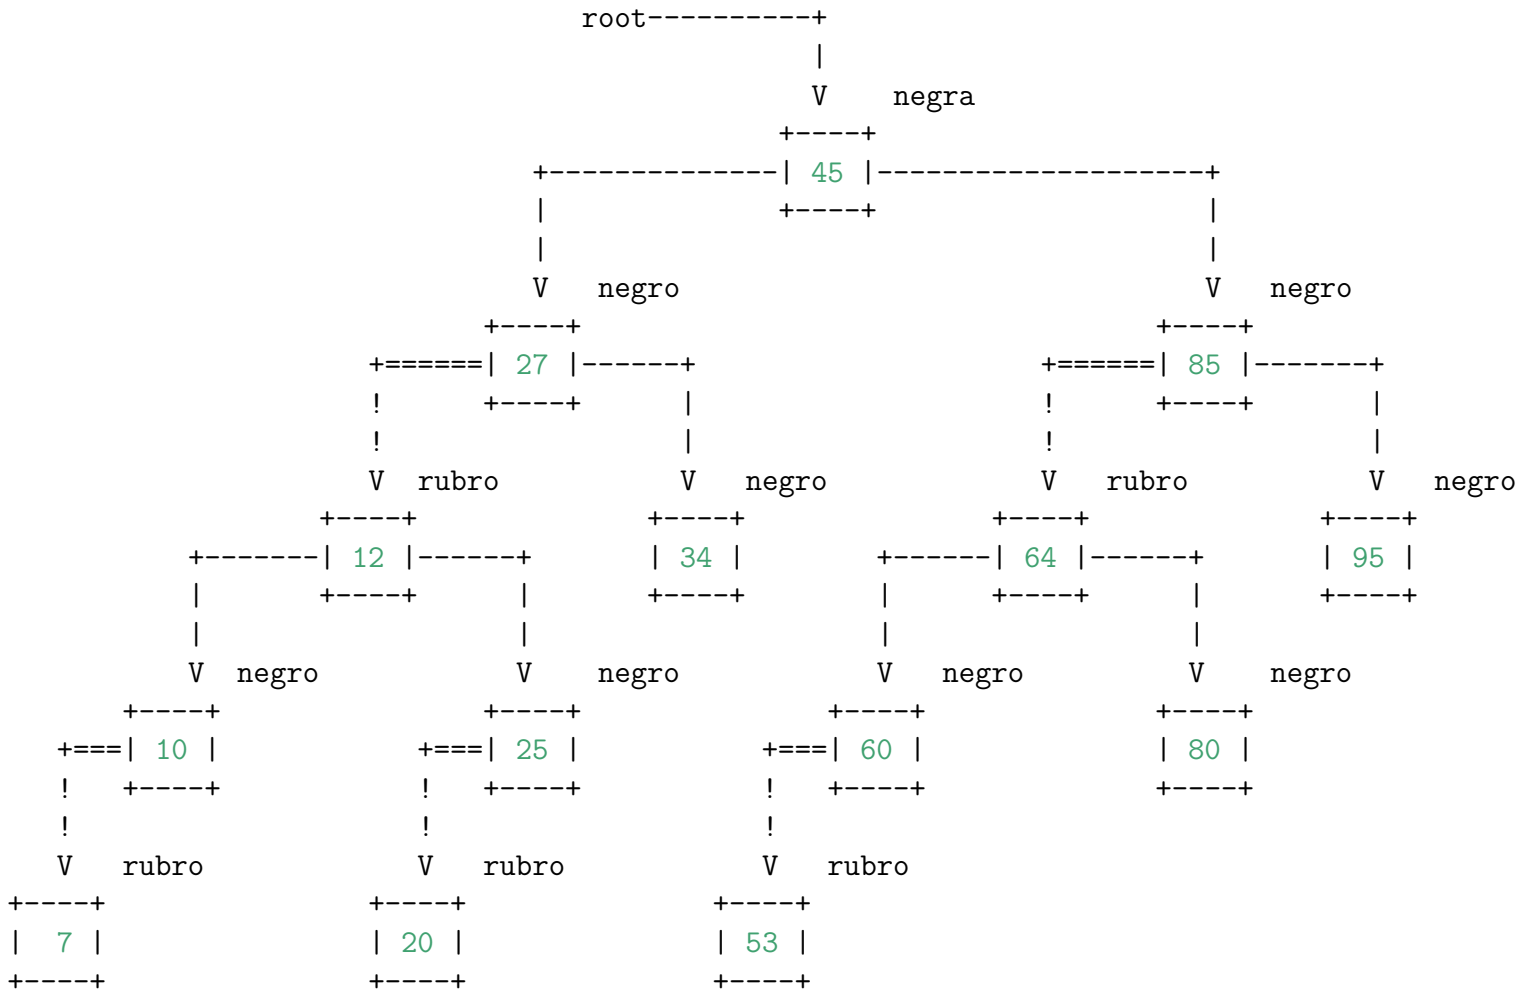 root----------+
|
V negra
+----+
+--------------| 45 |--------------------+
| +----+ |
| |
V negro V negro
+----+ +----+
+======| 27 |------+ +======| 85 |-------+
! +----+ | ! +----+ |
! | ! |
V rubro V negro V rubro V negro
+----+ +----+ +----+ +----+
+-------| 12 |------+ | 34 | +------| 64 |------+ | 95 |
| +----+ | +----+ | +----+ | +----+
| | | |
V negro V negro V negro V negro
+----+ +----+ +----+ +----+
+===| 10 | +===| 25 | +===| 60 | | 80 |
! +----+ ! +----+ ! +----+ +----+
! ! !
V rubro V rubro V rubro
+----+ +----+ +----+
| 7 | | 20 | | 53 |
+----+ +----+ +----+